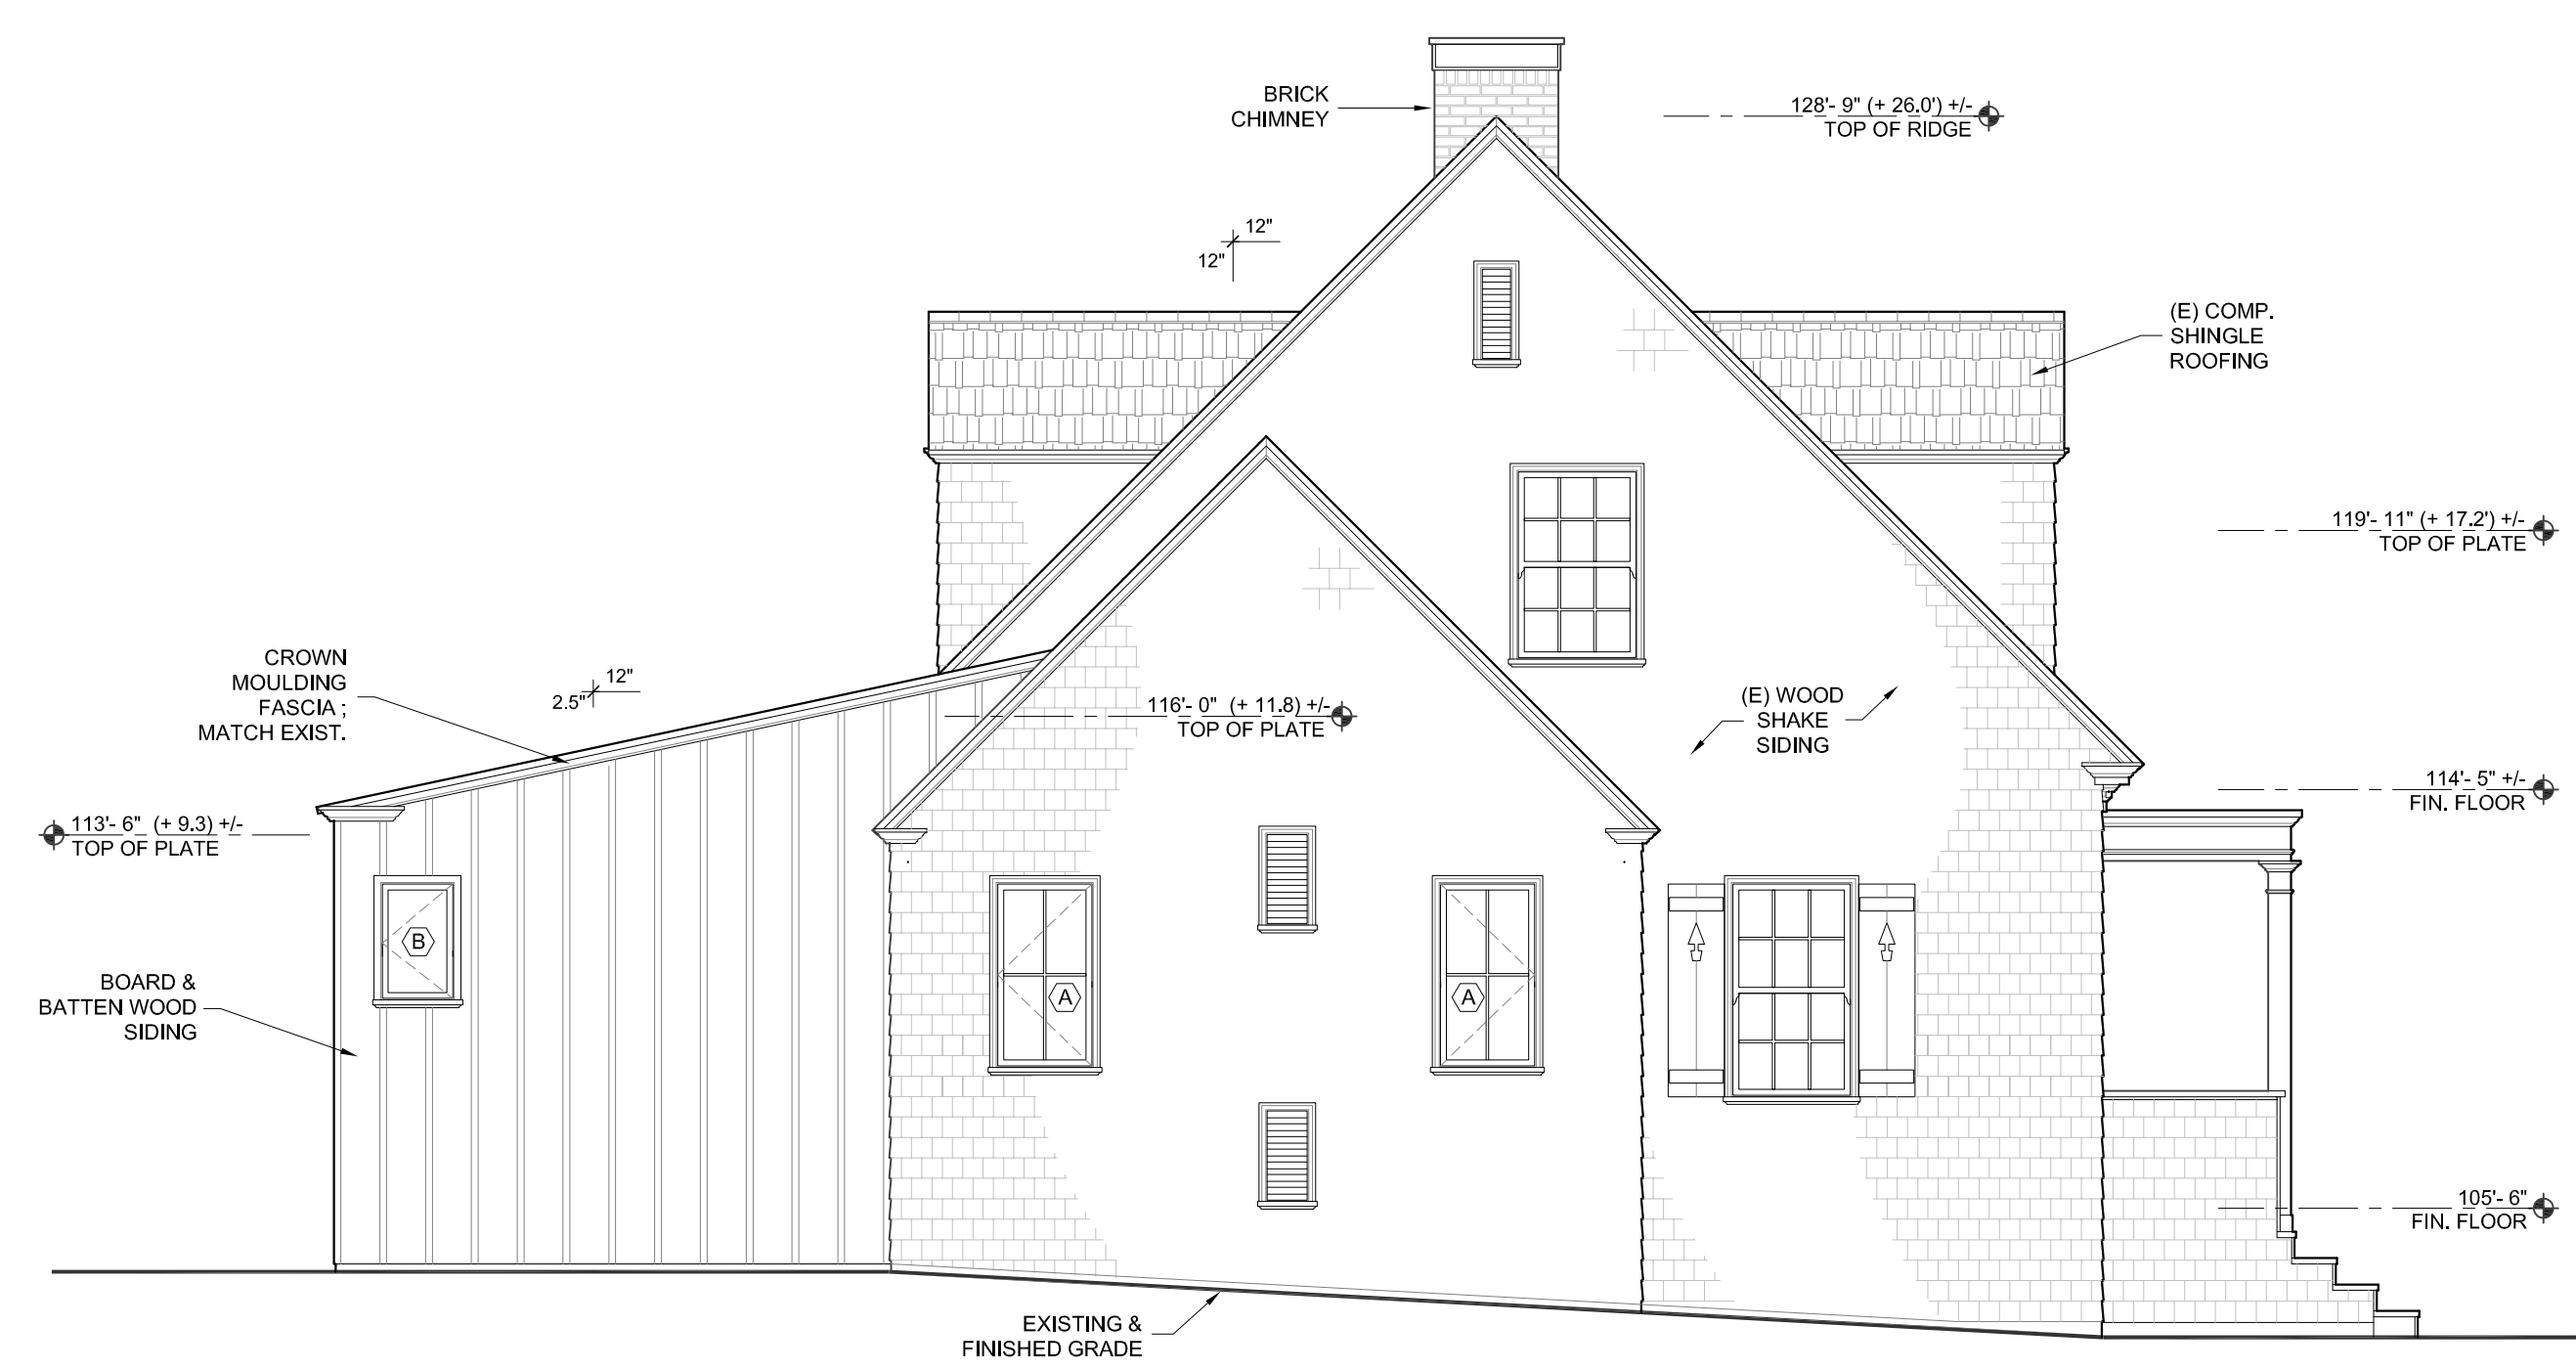 BRICK
CHIMNEY
128'- 9" (+ 26.0') +/-
TOP OF RIDGE
12"
12"
(E) COMP.
SHINGLE
ROOFING
119'- 11" (+ 17.2') +/-
TOP OF PLATE
CROWN
MOULDING
FASCIA ;
MATCH EXIST.
12"
2.5"
116'- 0" (+ 11.8) +/-
TOP OF PLATE
(E) WOOD
SHAKE
SIDING
114'- 5" +/-
FIN. FLOOR
113'- 6" (+ 9.3) +/-
TOP OF PLATE
B
A
A
BOARD &
BATTEN WOOD
SIDING
105'- 6"
FIN. FLOOR
EXISTING &
FINISHED GRADE